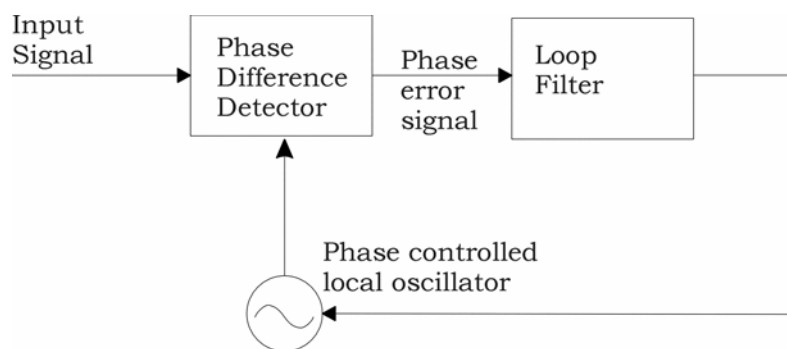 Input
Signal
Phase
Difference
Detector
Phase
error
signal
Loop
Filter
Phase controlled
local oscillator